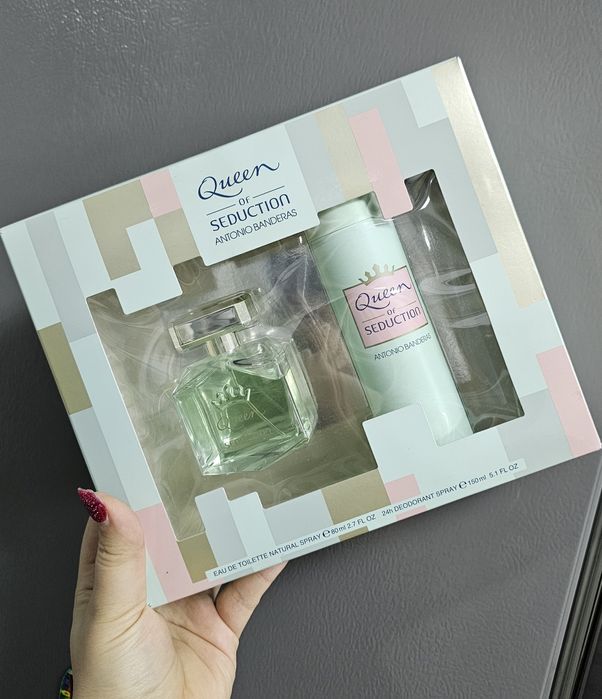 Queen
OF
SEDUCTION
ANTONIO BANDERAS
Queen
OF
SEDUCTION
ANTONIO BANDERAS
Queen
EAU DE TOILETTE NATURAL SPRAY ℮ 80ml 2.7 FL OZ 24h DEODORANT SPRAY ℮ 150ml 5.1 FL OZ